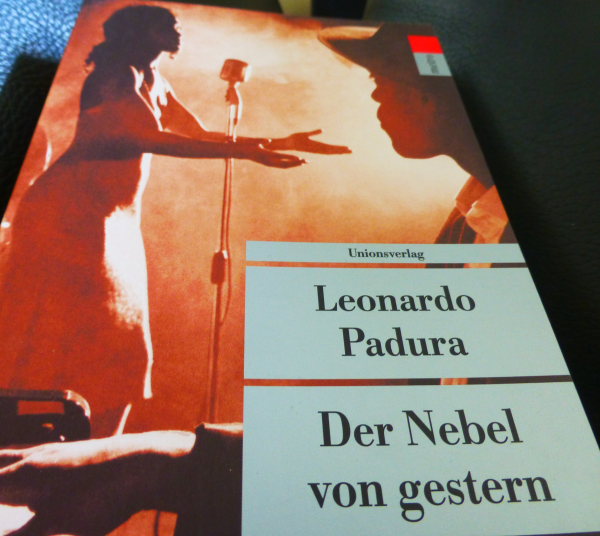 Unionsverlag
Leonardo
Padura
Der Nebel
von gestern